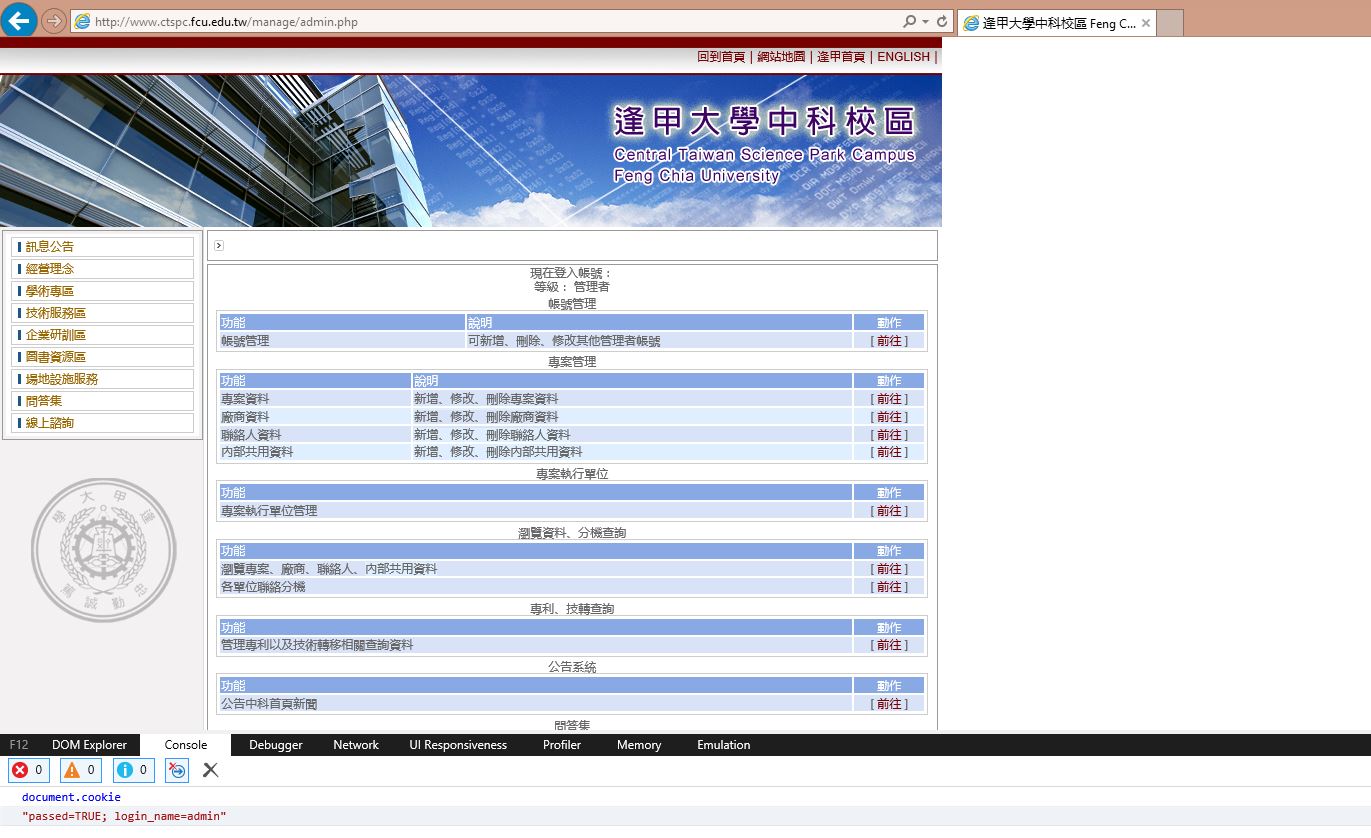 http://www.ctspc.fcu.edu.tw/manage/admin.php
逢甲大學中科校區 Feng C...
回到首頁 | 網站地圖 | 逢甲首頁 | ENGLISH |
逢甲大學中科校區
Central Taiwan Science Park Campus
Feng Chia University
訊息公告
經營理念
學術專區
技術服務區
企業研訓區
圖書資源區
場地設施服務
問答集
線上諮詢
現在登入帳號：
等級： 管理者
帳號管理
功能 說明 動作
帳號管理 可新增、刪除、修改其他管理者帳號 [ 前往 ]
專案管理
功能 說明 動作
專案資料 新增、修改、刪除專案資料 [ 前往 ]
廠商資料 新增、修改、刪除廠商資料 [ 前往 ]
聯絡人資料 新增、修改、刪除聯絡人資料 [ 前往 ]
內部共用資料 新增、修改、刪除內部共用資料 [ 前往 ]
專案執行單位
功能 動作
專案執行單位管理 [ 前往 ]
瀏覽資料、分機查詢
功能 動作
瀏覽專案、廠商、聯絡人、內部共用資料 [ 前往 ]
各單位聯絡分機 [ 前往 ]
專利、技轉查詢
功能 動作
管理專利以及技術轉移相關查詢資料 [ 前往 ]
公告系統
功能 動作
公告中科首頁新聞 [ 前往 ]
問答集
F12 DOM Explorer Console Debugger Network UI Responsiveness Profiler Memory Emulation
0 0 0
document.cookie
"passed=TRUE; login_name=admin"